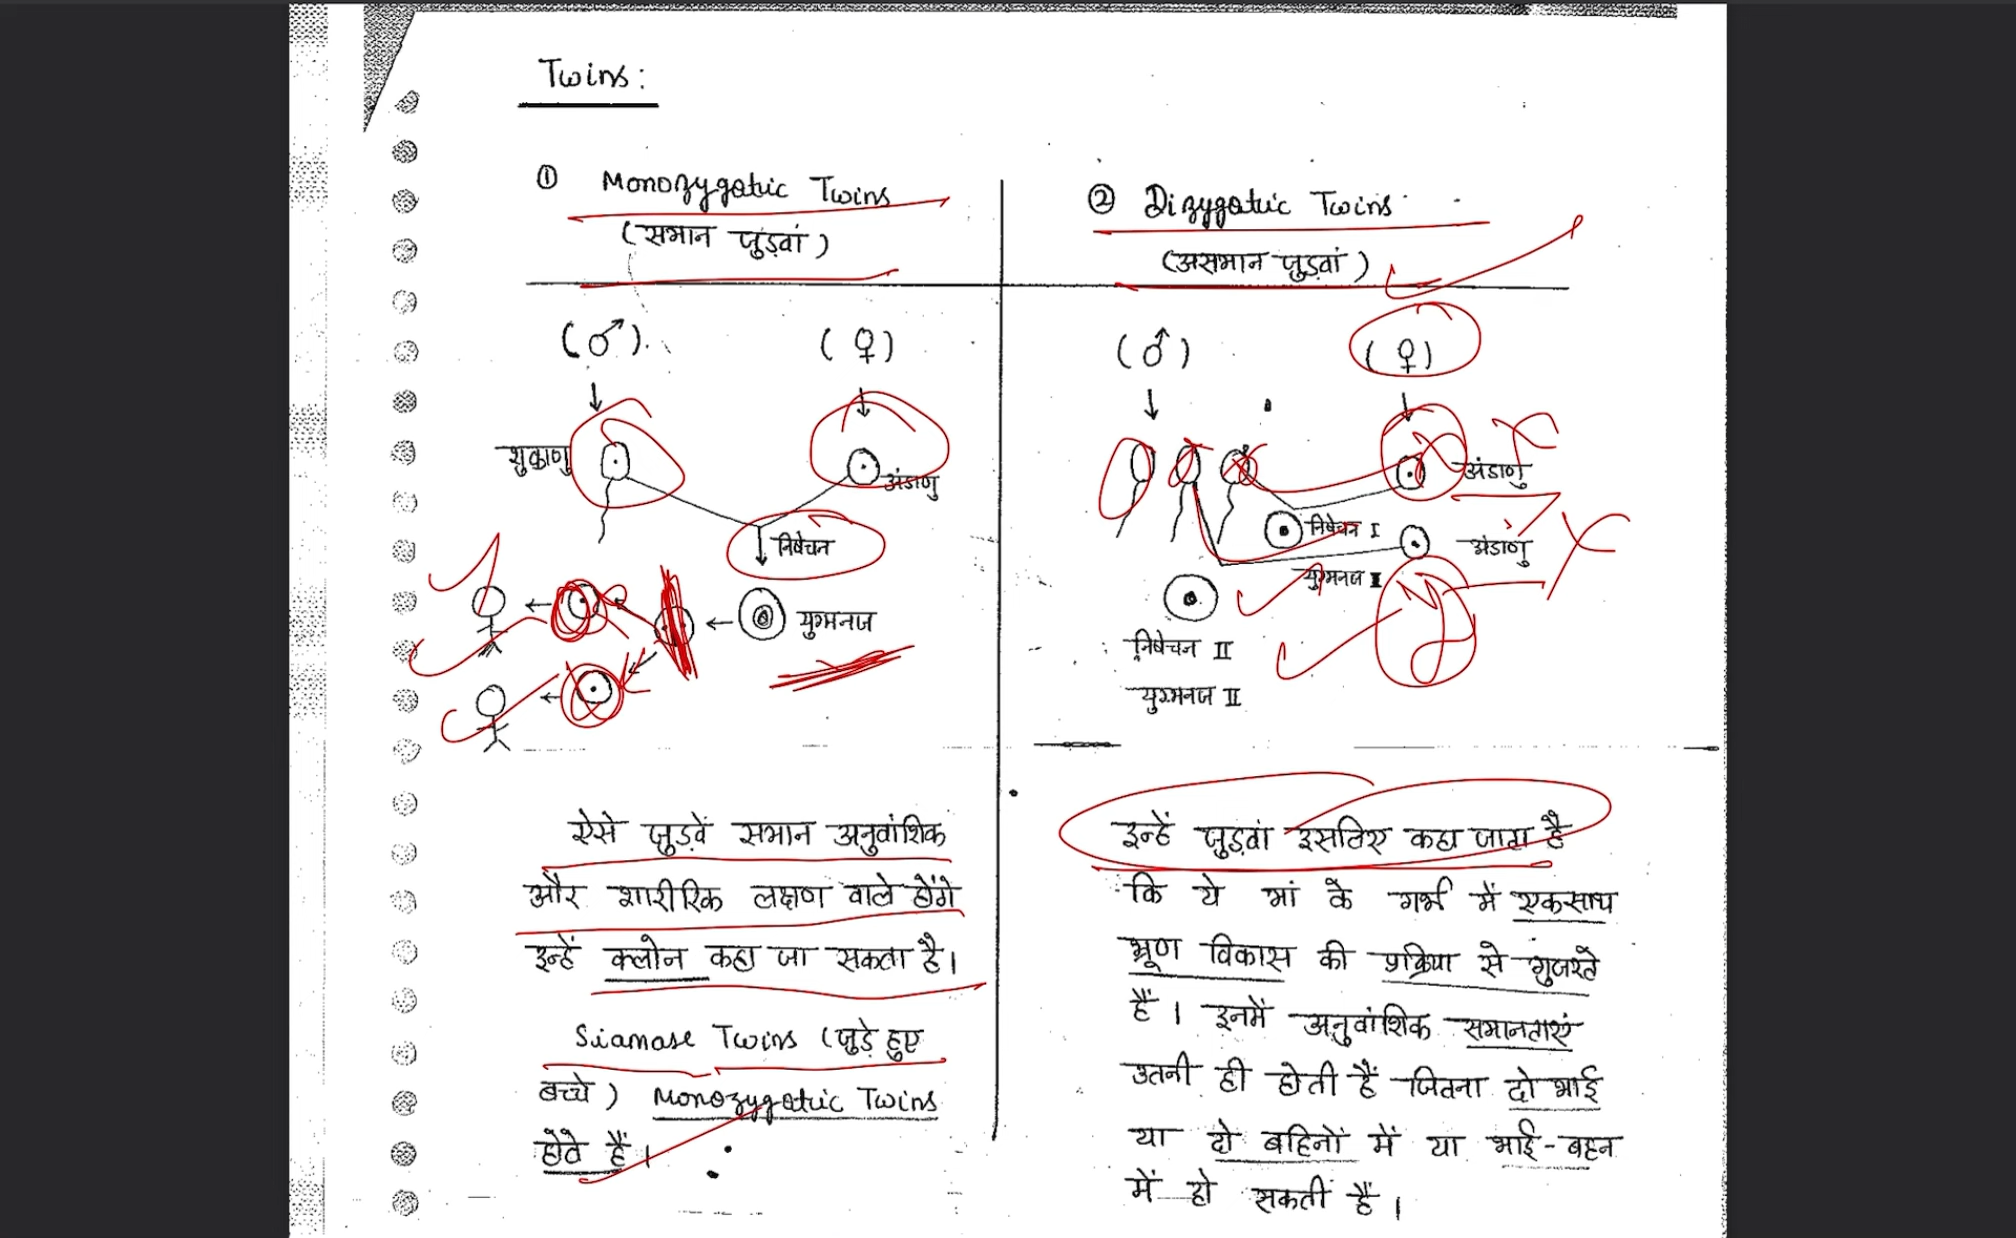 Twins:
① Monozygotic Twins
(समान जुड़वां)
② Dizygotic Twins
(असमान जुड़वां)
(♂)
(♀)
शुक्राणु
अंडाणु
निषेचन
युग्मनज
(♂)
(♀)
अंडाणु
निषेचन I
अंडाणु
युग्मनज I
निषेचन II
युग्मनज II
ऐसे जुड़वें समान अनुवांशिक
और शारीरिक लक्षण वाले होंगे
इन्हें क्लोन कहा जा सकता है।
Siamase Twins (जुड़े हुए
बच्चे) Monozygotic Twins
होते हैं।
इन्हें जुड़वां इसलिए कहा जाता है
कि ये मां के गर्भ में एकसाथ
भ्रूण विकास की प्रक्रिया से गुजरते
हैं। इनमें अनुवांशिक समानताएं
उतनी ही होती हैं जितना दो भाई
या दो बहिनों में या भाई-बहन
में हो सकती हैं।